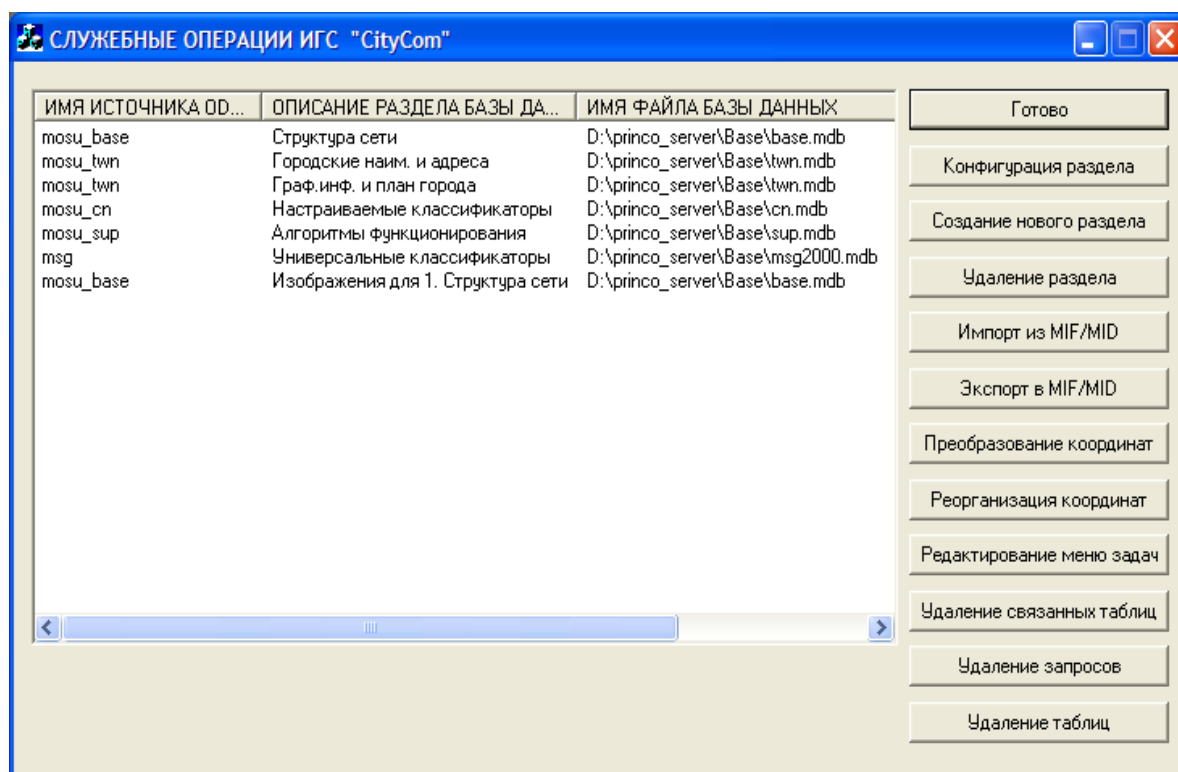 СЛУЖЕБНЫЕ ОПЕРАЦИИ ИГС "CityCom"
ИМЯ ИСТОЧНИКА OD... ОПИСАНИЕ РАЗДЕЛА БАЗЫ ДА... ИМЯ ФАЙЛА БАЗЫ ДАННЫХ
mosu_base Структура сети D:\princo_server\Base\base.mdb
mosu_twn Городские наим. и адреса D:\princo_server\Base\twn.mdb
mosu_twn Граф.инф. и план города D:\princo_server\Base\twn.mdb
mosu_cn Настраиваемые классификаторы D:\princo_server\Base\cn.mdb
mosu_sup Алгоритмы функционирования D:\princo_server\Base\sup.mdb
msg Универсальные классификаторы D:\princo_server\Base\msg2000.mdb
mosu_base Изображения для 1. Структура сети D:\princo_server\Base\base.mdb
Готово
Конфигурация раздела
Создание нового раздела
Удаление раздела
Импорт из MIF/MID
Экспорт в MIF/MID
Преобразование координат
Реорганизация координат
Редактирование меню задач
Удаление связанных таблиц
Удаление запросов
Удаление таблиц